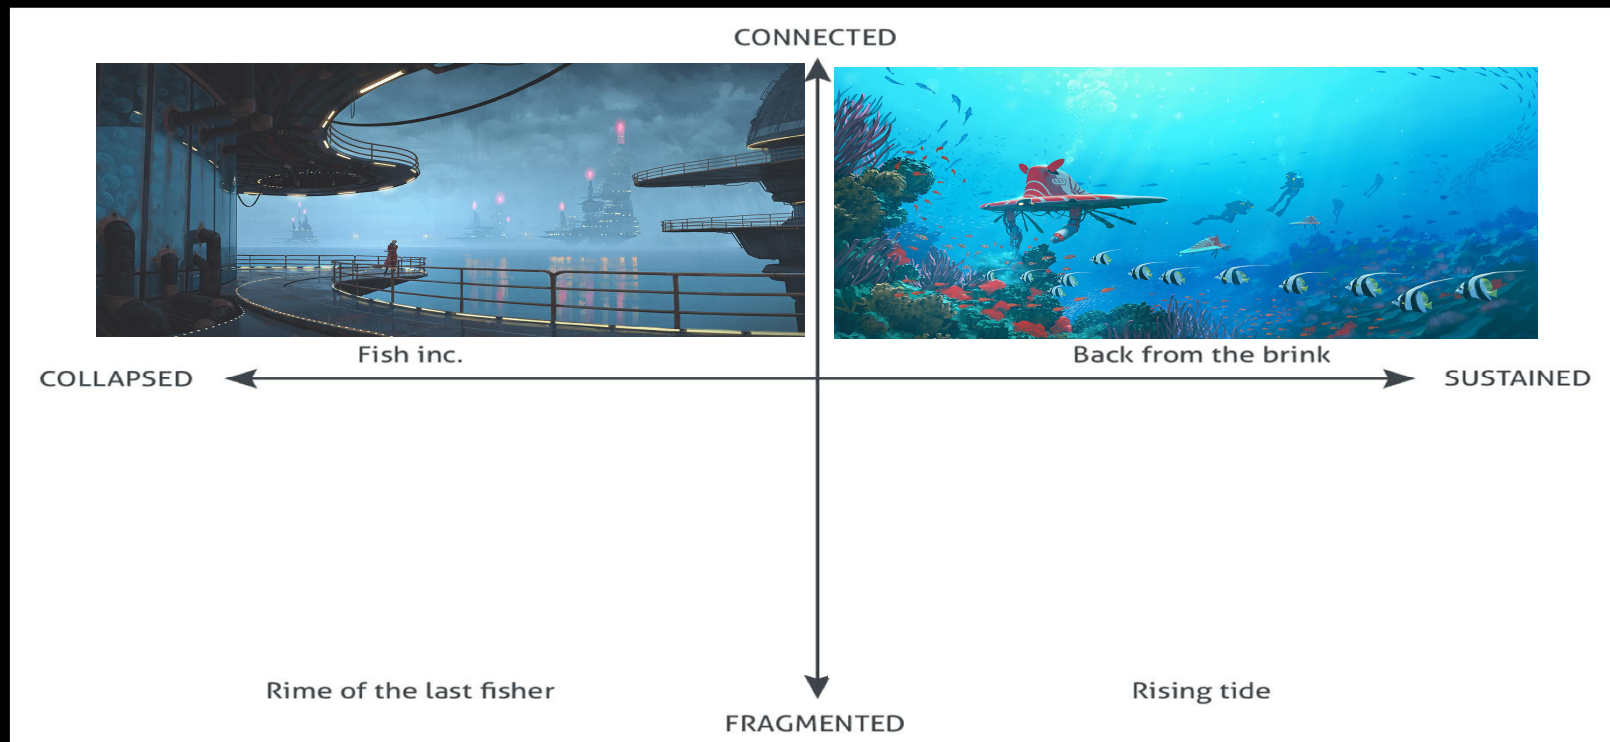 CONNECTED
Fish inc.
Back from the brink
COLLAPSED
SUSTAINED
Rime of the last fisher
Rising tide
FRAGMENTED